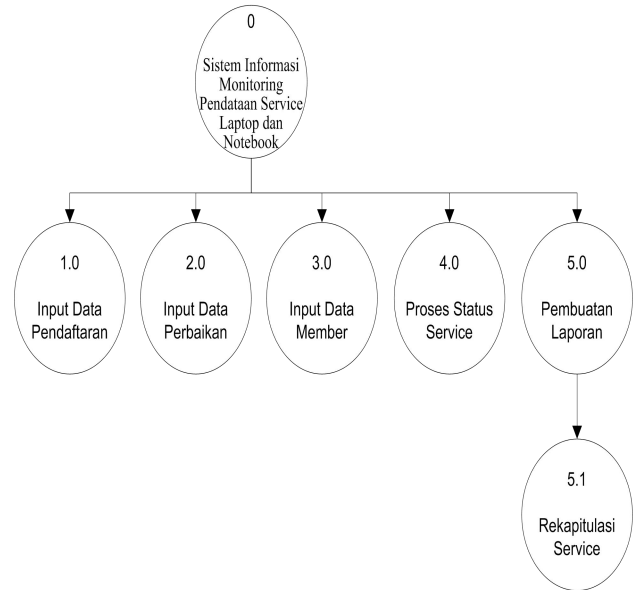 0
Sistem Informasi
Monitoring
Pendataan Service
Laptop dan
Notebook
1.0
Input Data
Pendaftaran
2.0
Input Data
Perbaikan
3.0
Input Data
Member
4.0
Proses Status
Service
5.0
Pembuatan
Laporan
5.1
Rekapitulasi
Service